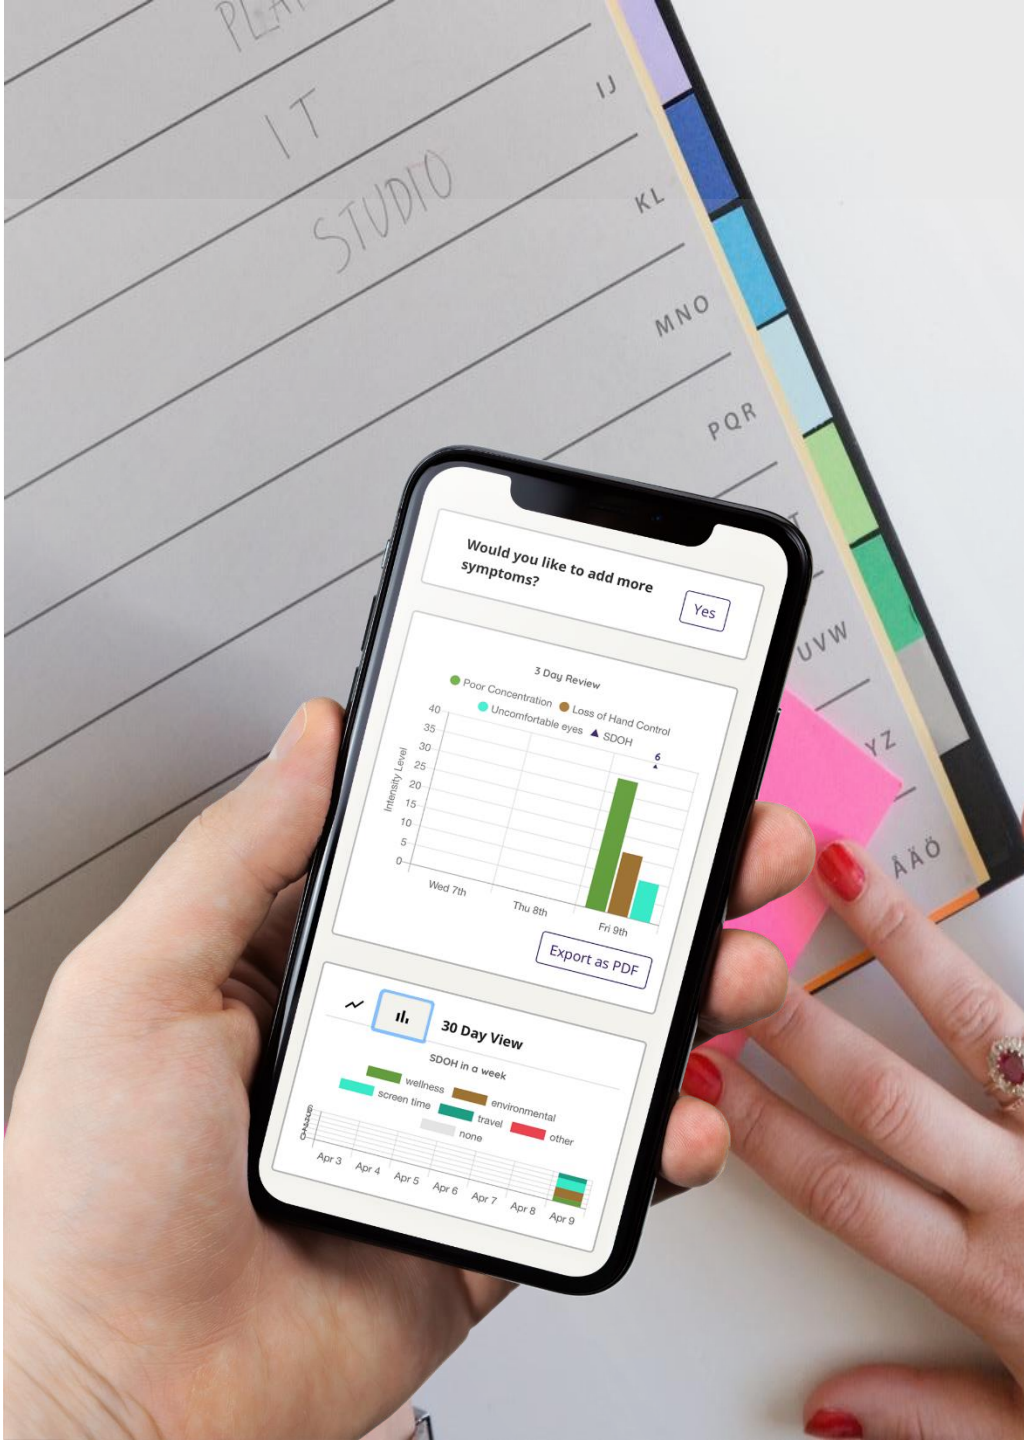 IT
STUDIO
IJ
KL
MNO
PQR
UVW
YZ
ÅÄÖ
Would you like to add more
symptoms?
Yes
3 Day Review
Poor Concentration Loss of Hand Control
Uncomfortable eyes SDOH
6
Intensity Level
40
35
30
25
20
15
10
5
0
Wed 7th Thu 8th Fri 9th
Export as PDF
30 Day View
SDOH in a week
wellness environmental
screen time travel other
none
Apr 3 Apr 4 Apr 5 Apr 6 Apr 7 Apr 8 Apr 9